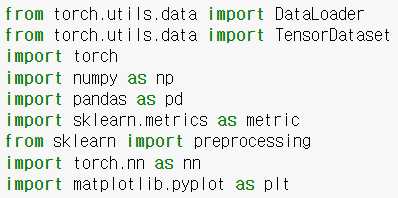 from torch.utils.data import DataLoader
from torch.utils.data import TensorDataset
import torch
import numpy as np
import pandas as pd
import sklearn.metrics as metric
from sklearn import preprocessing
import torch.nn as nn
import matplotlib.pyplot as plt